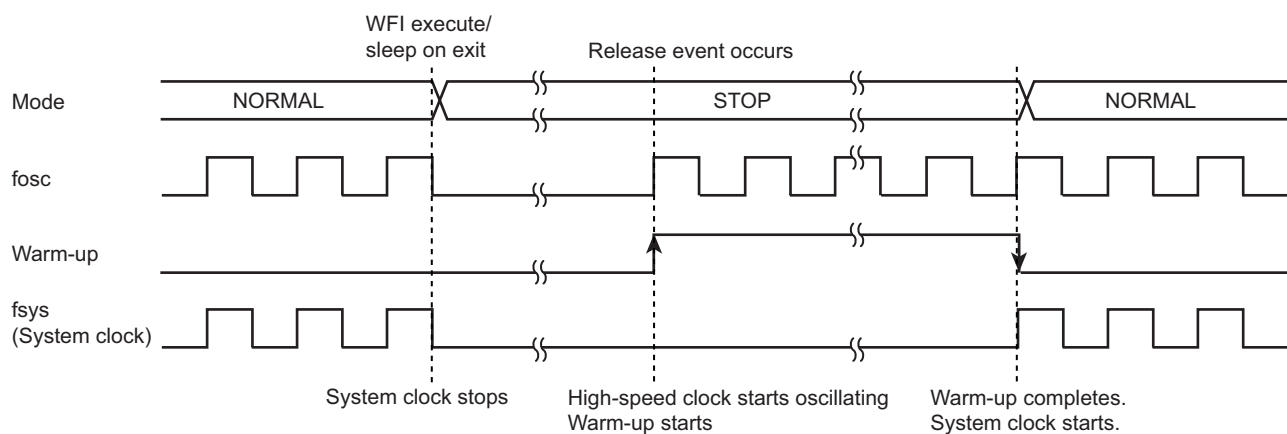 WFI execute/
sleep on exit
Release event occurs
Mode
NORMAL
STOP
NORMAL
fosc
Warm-up
fsys
(System clock)
System clock stops
High-speed clock starts oscillating
Warm-up starts
Warm-up completes.
System clock starts.